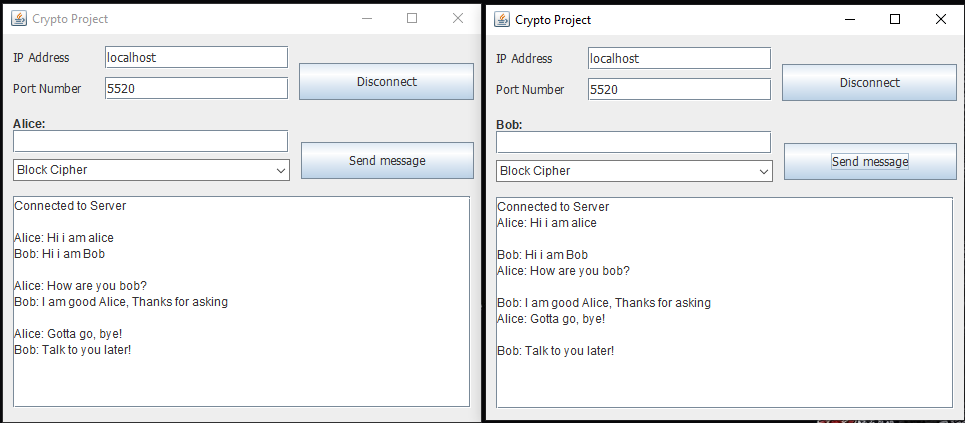 Crypto Project
IP Address localhost
Port Number 5520
Disconnect
Alice:
Send message
Block Cipher
Connected to Server
Alice: Hi i am alice
Bob: Hi i am Bob
Alice: How are you bob?
Bob: I am good Alice, Thanks for asking
Alice: Gotta go, bye!
Bob: Talk to you later!
Crypto Project
IP Address localhost
Port Number 5520
Disconnect
Bob:
Send message
Block Cipher
Connected to Server
Alice: Hi i am alice
Bob: Hi i am Bob
Alice: How are you bob?
Bob: I am good Alice, Thanks for asking
Alice: Gotta go, bye!
Bob: Talk to you later!